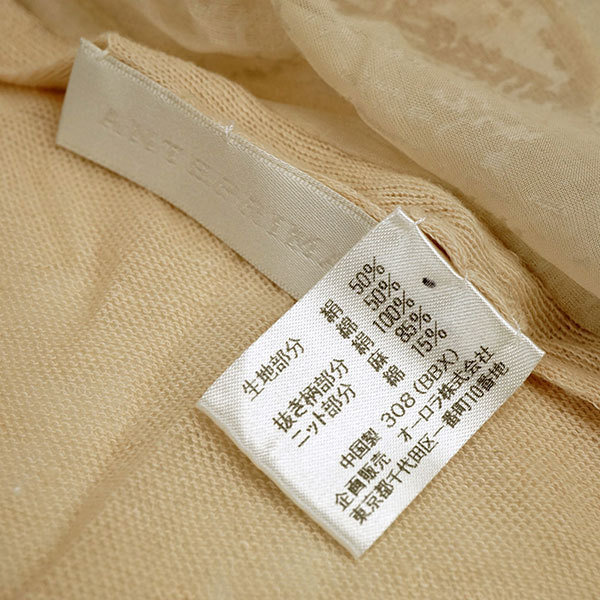 生地部分 絹 50%
綿 50%
抜き柄部分 絹 100%
ニット部分 麻 85%
綿 15%
中国製 308 (BBX)
企画販売 オーロラ株式会社
東京都千代田区一番町10番地